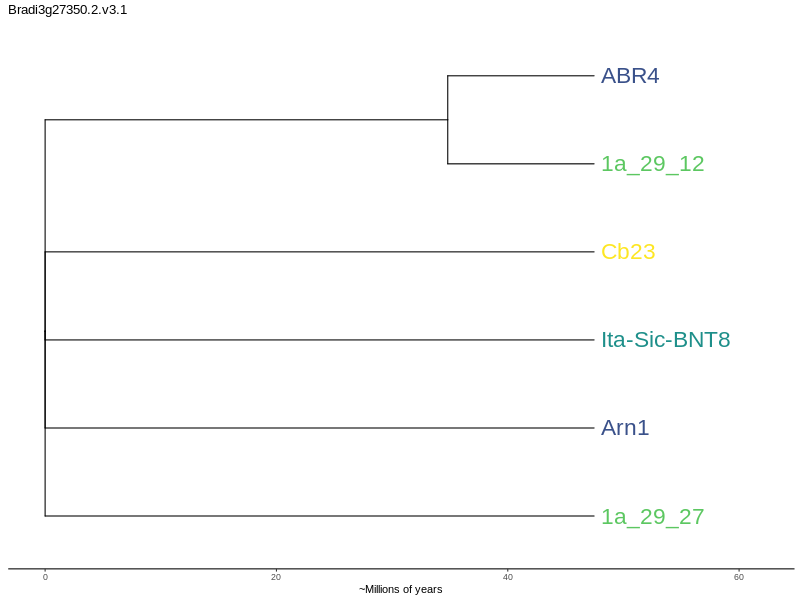 Bradi3g27350.2.v3.1
ABR4
1a_29_12
Cb23
Ita-Sic-BNT8
Arn1
1a_29_27
0 20 40 60
~Millions of years